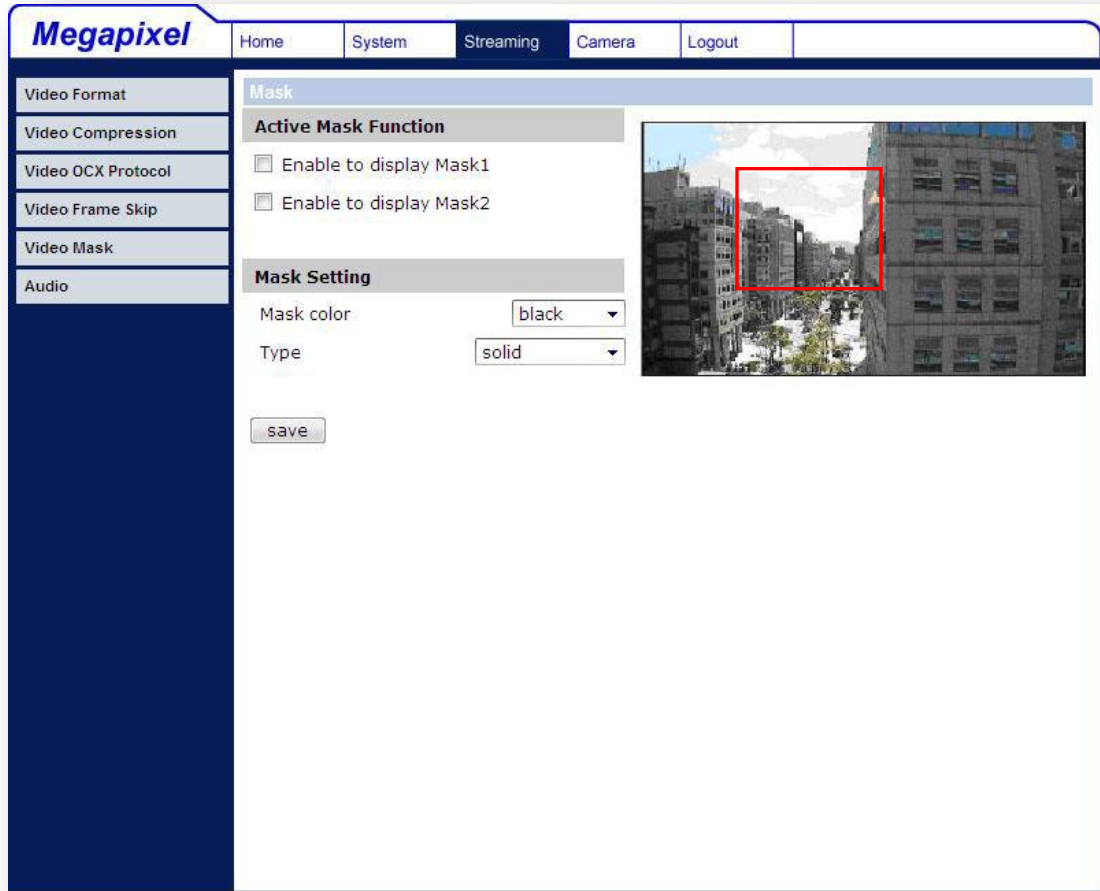 Megapixel
Home System Streaming Camera Logout
Video Format
Video Compression
Video OCX Protocol
Video Frame Skip
Video Mask
Audio
Mask
Active Mask Function
Enable to display Mask1
Enable to display Mask2
Mask Setting
Mask color black
Type solid
save